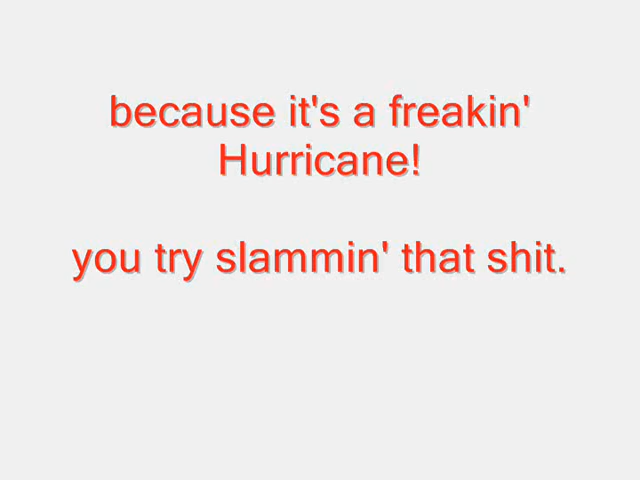 because it's a freakin'
Hurricane!
you try slammin' that shit.